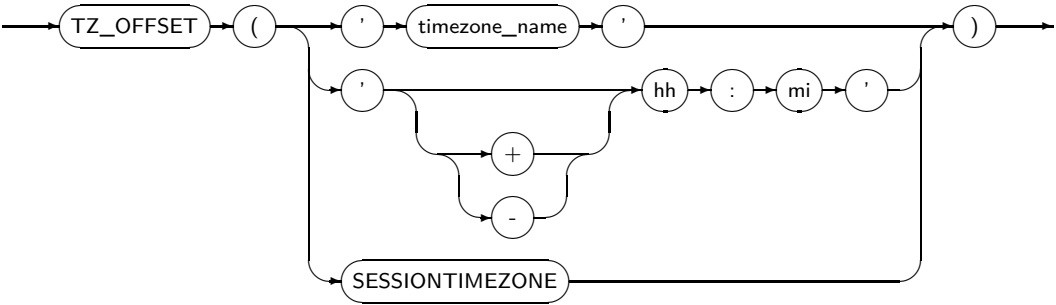 TZ_OFFSET ( ' timezone_name ' )
' hh : mi '
+
-
SESSIONTIMEZONE